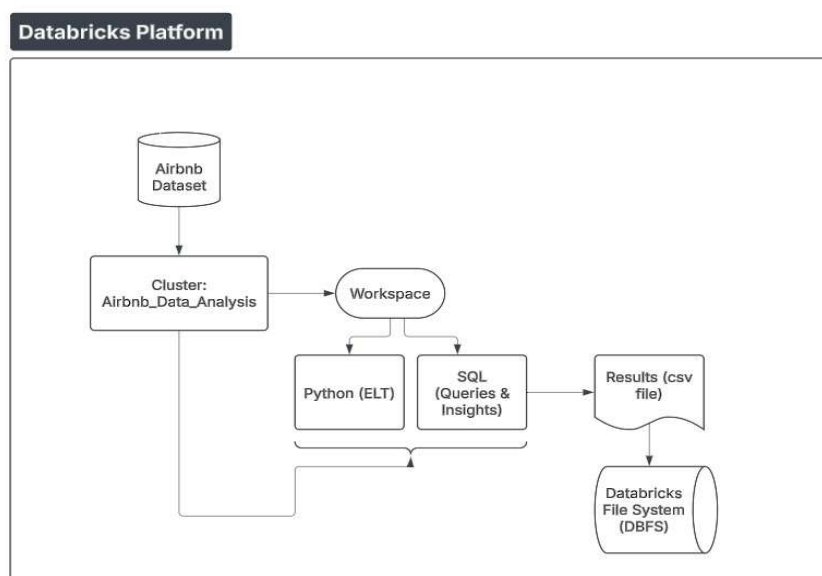 Databricks Platform
Airbnb
Dataset
Cluster:
Airbnb_Data_Analysis
Workspace
Python (ELT)
SQL
(Queries &
Insights)
Results (csv
file)
Databricks
File System
(DBFS)